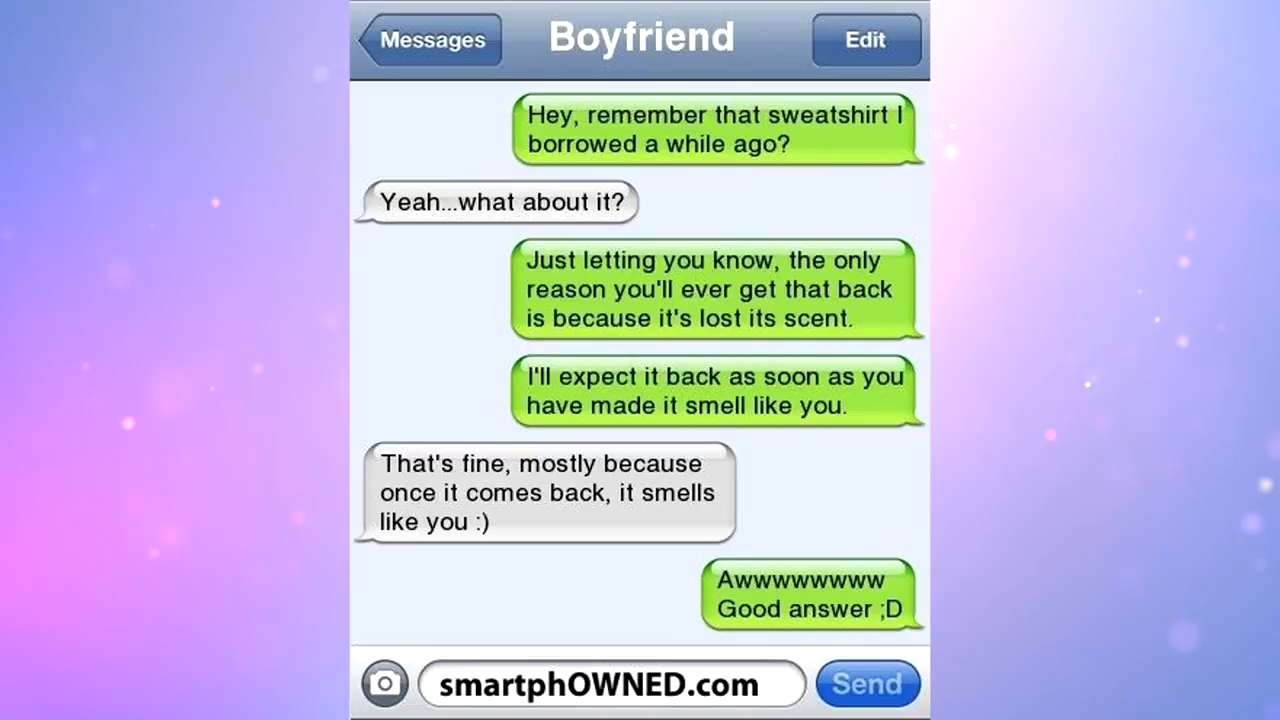 Messages
Boyfriend
Edit
Hey, remember that sweatshirt I
borrowed a while ago?
Yeah...what about it?
Just letting you know, the only
reason you'll ever get that back
is because it's lost its scent.
I'll expect it back as soon as you
have made it smell like you.
That's fine, mostly because
once it comes back, it smells
like you :)
Awwwwwwww
Good answer ;D
smartphOWNED.com
Send